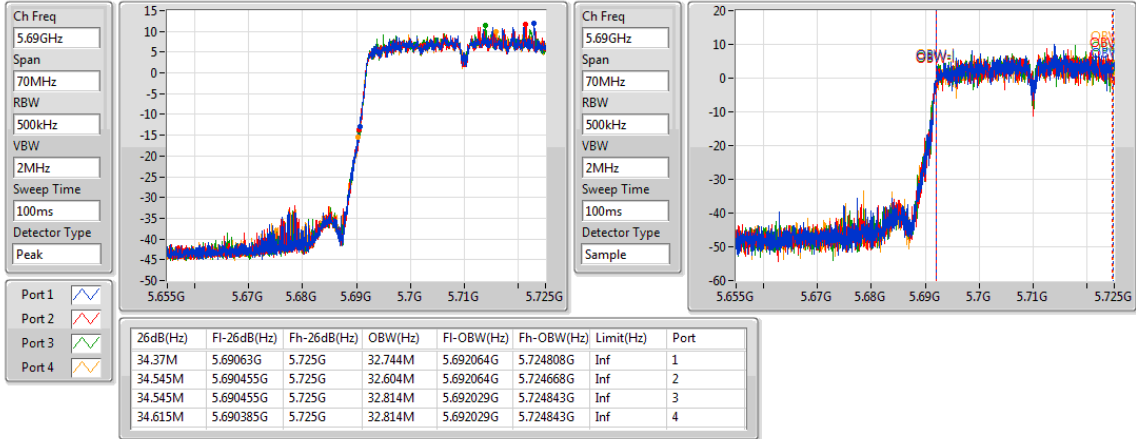 Ch Freq
5.69GHz
Span
70MHz
RBW
500kHz
VBW
2MHz
Sweep Time
100ms
Detector Type
Peak
15
10
5
0
-5
-10
-15
-20
-25
-30
-35
-40
-45
-50
5.655G 5.67G 5.68G 5.69G 5.7G 5.71G 5.725G
Ch Freq
5.69GHz
Span
70MHz
RBW
500kHz
VBW
2MHz
Sweep Time
100ms
Detector Type
Sample
20
10
0
-10
-20
-30
-40
-50
-60
OBW
OBW
OBW
5.655G 5.67G 5.68G 5.69G 5.7G 5.71G 5.725G
Port 1
Port 2
Port 3
Port 4
26dB(Hz) Fl-26dB(Hz) Fh-26dB(Hz) OBW(Hz) Fl-OBW(Hz) Fh-OBW(Hz) Limit(Hz) Port
34.37M 5.69063G 5.725G 32.744M 5.692064G 5.724808G Inf 1
34.545M 5.690455G 5.725G 32.604M 5.692064G 5.724668G Inf 2
34.545M 5.690455G 5.725G 32.814M 5.692029G 5.724843G Inf 3
34.615M 5.690385G 5.725G 32.814M 5.692029G 5.724843G Inf 4